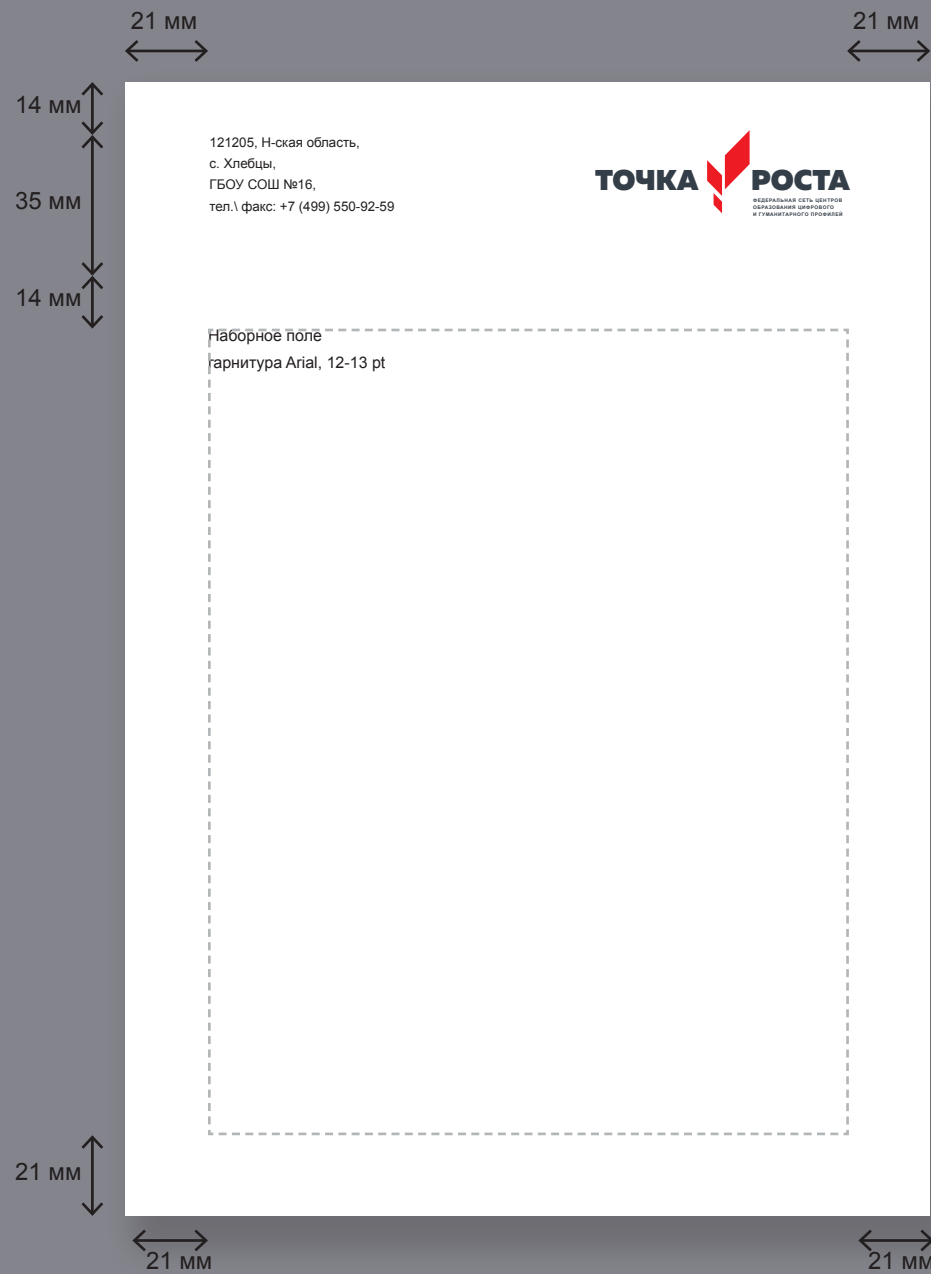 21 мм
21 мм
14 мм
35 мм
14 мм
121205, Н-ская область,
с. Хлебцы,
ГБОУ СОШ №16,
тел.\ факс: +7 (499) 550-92-59
ТОЧКА РОСТА
ФЕДЕРАЛЬНАЯ СЕТЬ ЦЕНТРОВ
ОБРАЗОВАНИЯ ЦИФРОВОГО
И ГУМАНИТАРНОГО ПРОФИЛЕЙ
Наборное поле
гарнитура Arial, 12-13 pt
21 мм
21 мм
21 мм